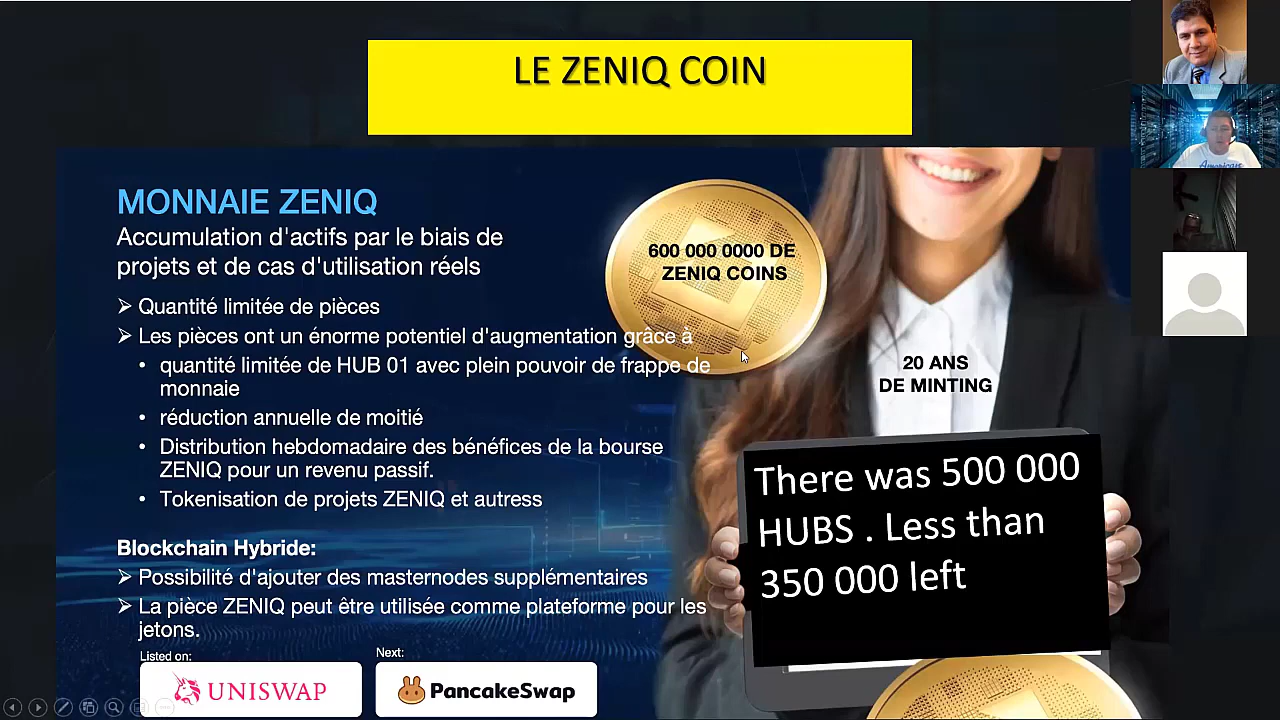 LE ZENIQ COIN
MONNAIE ZENIQ
Accumulation d'actifs par le biais de
projets et de cas d'utilisation réels
➢ Quantité limitée de pièces
➢ Les pièces ont un énorme potentiel d'augmentation grâce à
• quantité limitée de HUB 01 avec plein pouvoir de frappe de
monnaie
• réduction annuelle de moitié
• Distribution hebdomadaire des bénéfices de la bourse
ZENIQ pour un revenu passif.
• Tokenisation de projets ZENIQ et autress
Blockchain Hybride:
➢ Possibilité d'ajouter des masternodes supplémentaires
➢ La pièce ZENIQ peut être utilisée comme plateforme pour les
jetons.
Listed on:
UNISWAP
Next:
PancakeSwap
600 000 0000 DE
ZENIQ COINS
20 ANS
DE MINTING
There was 500 000
HUBS . Less than
350 000 left